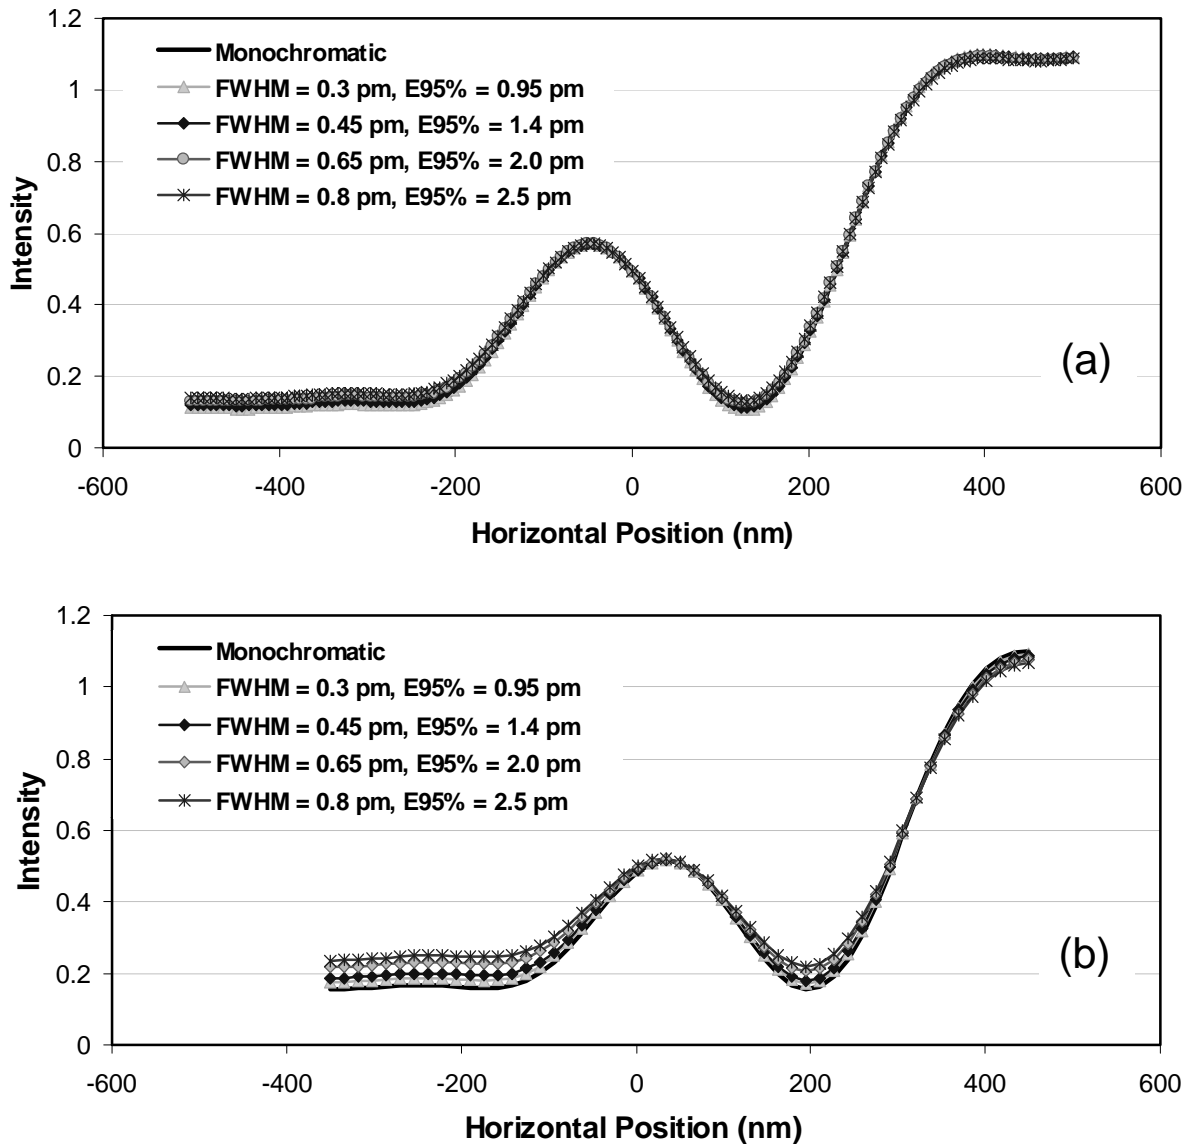 1.2
1
0.8
0.6
0.4
0.2
0
Intensity
Monochromatic
FWHM = 0.3 pm, E95% = 0.95 pm
FWHM = 0.45 pm, E95% = 1.4 pm
FWHM = 0.65 pm, E95% = 2.0 pm
FWHM = 0.8 pm, E95% = 2.5 pm
(a)
-600 -400 -200 0 200 400 600
Horizontal Position (nm)
1.2
1
0.8
0.6
0.4
0.2
0
Intensity
Monochromatic
FWHM = 0.3 pm, E95% = 0.95 pm
FWHM = 0.45 pm, E95% = 1.4 pm
FWHM = 0.65 pm, E95% = 2.0 pm
FWHM = 0.8 pm, E95% = 2.5 pm
(b)
-600 -400 -200 0 200 400 600
Horizontal Position (nm)